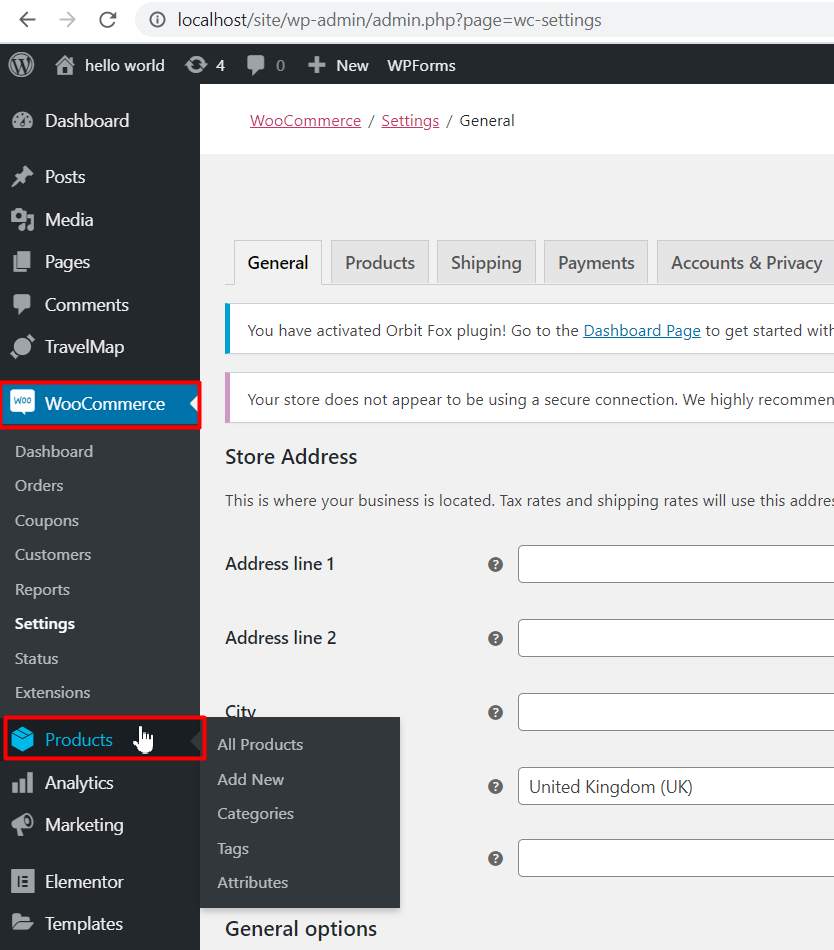 localhost/site/wp-admin/admin.php?page=wc-settings
hello world 4 0 New WPForms
Dashboard
Posts
Media
Pages
Comments
TravelMap
Woo WooCommerce
Dashboard
Orders
Coupons
Customers
Reports
Settings
Status
Extensions
Products
Analytics
Marketing
Elementor
Templates
All Products
Add New
Categories
Tags
Attributes
WooCommerce / Settings / General
General Products Shipping Payments Accounts & Privacy
You have activated Orbit Fox plugin! Go to the Dashboard Page to get started with
Your store does not appear to be using a secure connection. We highly recommen
Store Address
This is where your business is located. Tax rates and shipping rates will use this addre
Address line 1
Address line 2
City
United Kingdom (UK)
General options